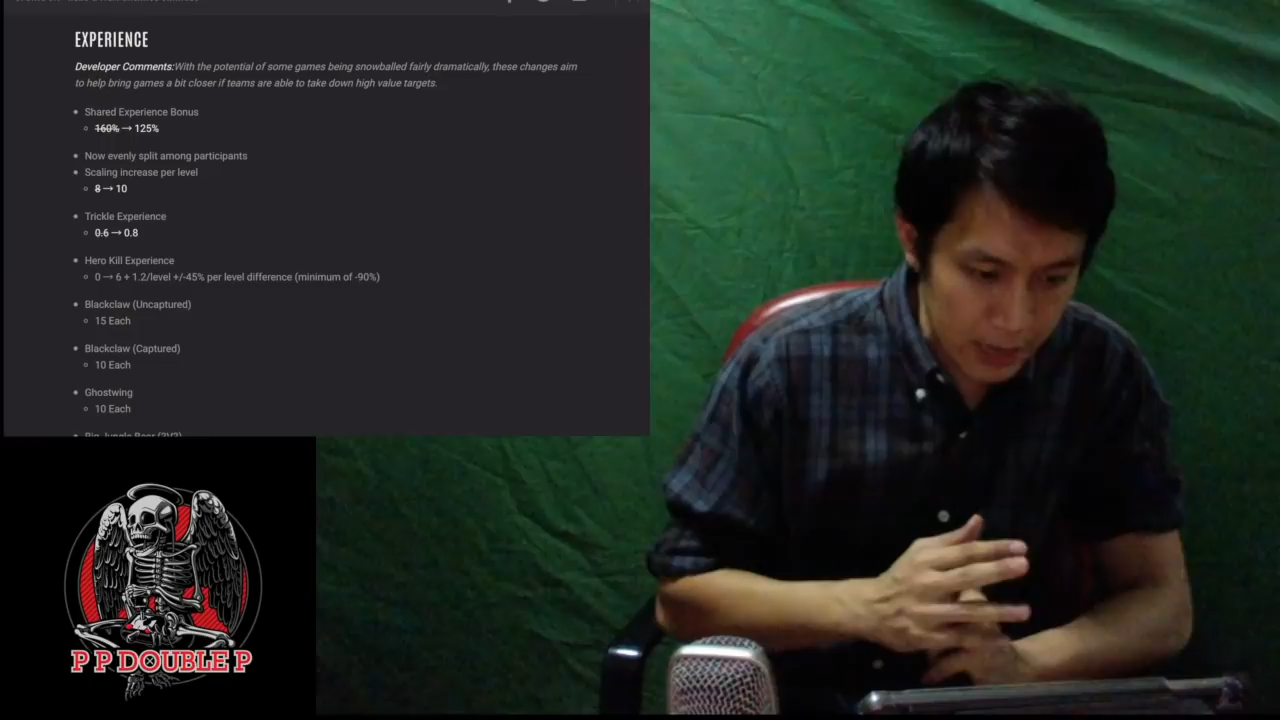 EXPERIENCE
Developer Comments:With the potential of some games being snowballed fairly dramatically, these changes aim
to help bring games a bit closer if teams are able to take down high value targets.
Shared Experience Bonus
160% → 125%
Now evenly split among participants
Scaling increase per level
8 → 10
Trickle Experience
0.6 → 0.8
Hero Kill Experience
0 → 6 + 1.2/level +/-45% per level difference (minimum of -90%)
Blackclaw (Uncaptured)
15 Each
Blackclaw (Captured)
10 Each
Ghostwing
10 Each
P P DOUBLE P